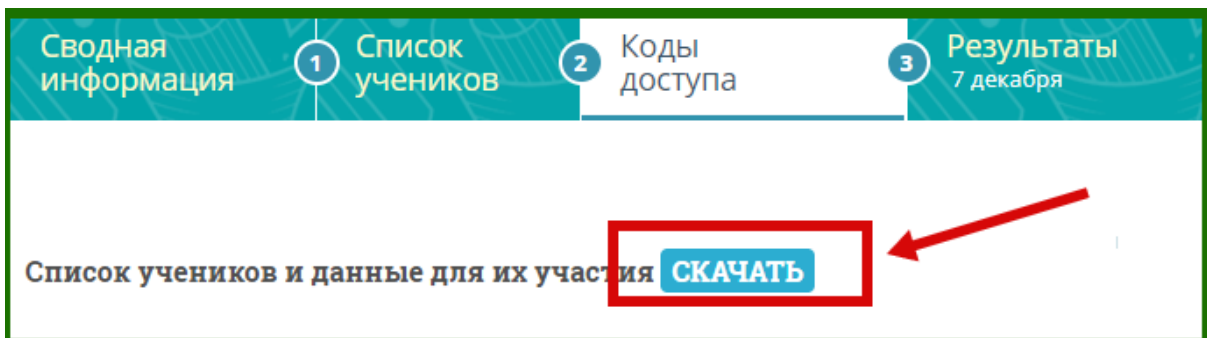 Сводная
информация
1
Список
учеников
2
Коды
доступа
3
Результаты
7 декабря
Список учеников и данные для их участия СКАЧАТЬ